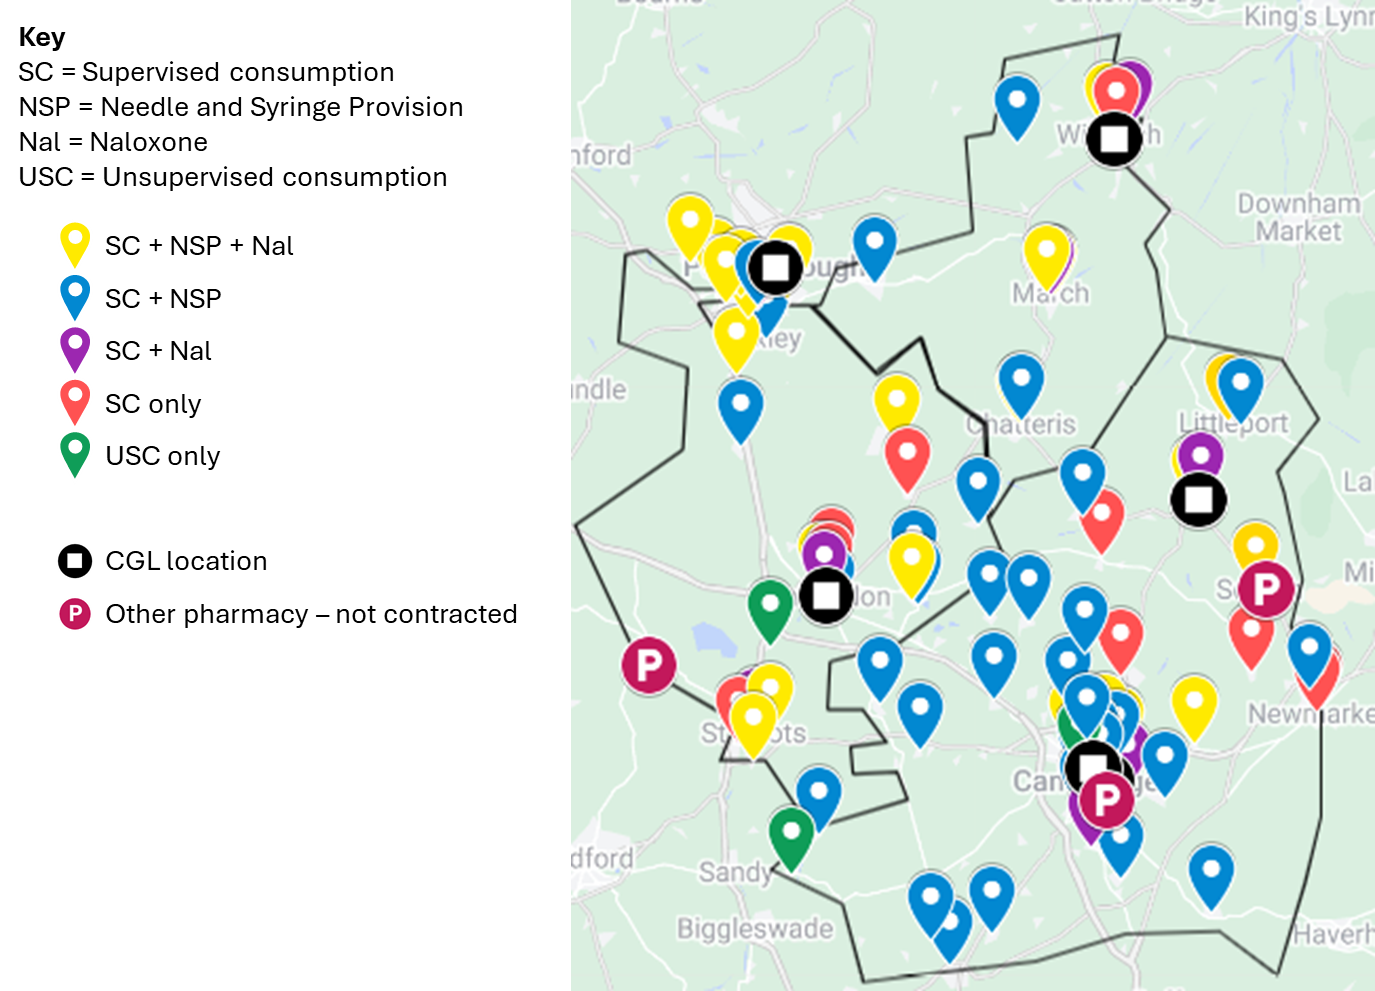 Key
SC = Supervised consumption
NSP = Needle and Syringe Provision
Nal = Naloxone
USC = Unsupervised consumption
SC + NSP + Nal
SC + NSP
SC + Nal
SC only
USC only
CGL location
P Other pharmacy – not contracted
King's Lynn
Downham
Market
March
Chatteris
Littleport
P
P
Newmarke
P
Sandy
Biggleswade
Haverh